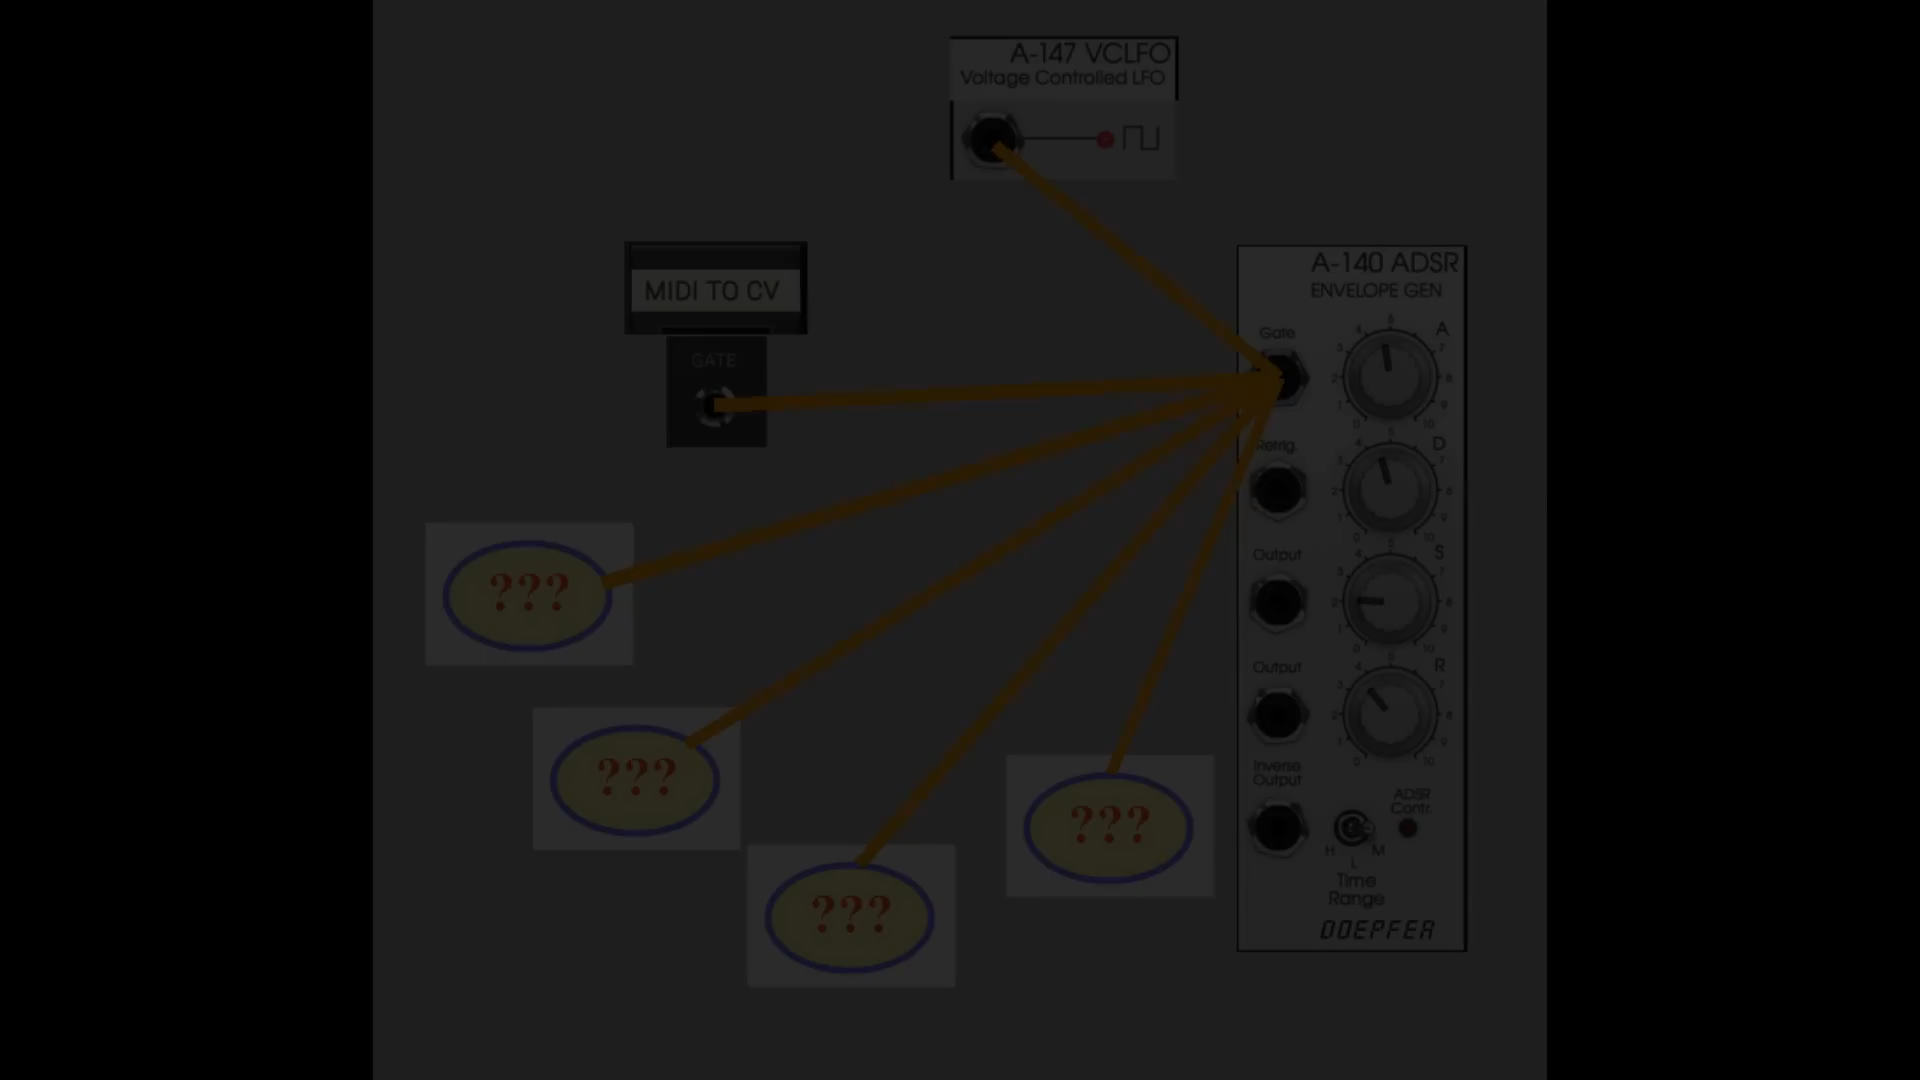 A-147 VCLFO
Voltage Controlled LFO
MIDI TO CV
GATE
A-140 ADSR
ENVELOPE GEN
Gate
A
Retrig.
D
Output
S
Output
R
Inverse
Output
ADSR
Contr.
H
M
L
Time
Range
DOEPFER
???
???
???
???